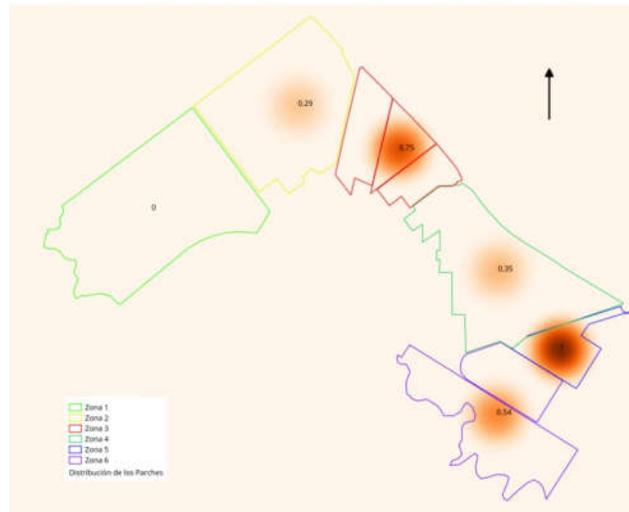 0.29
0.75
0
0.35
1
0.54
Zona 1
Zona 2
Zona 3
Zona 4
Zona 5
Zona 6
Distribución de los Parches